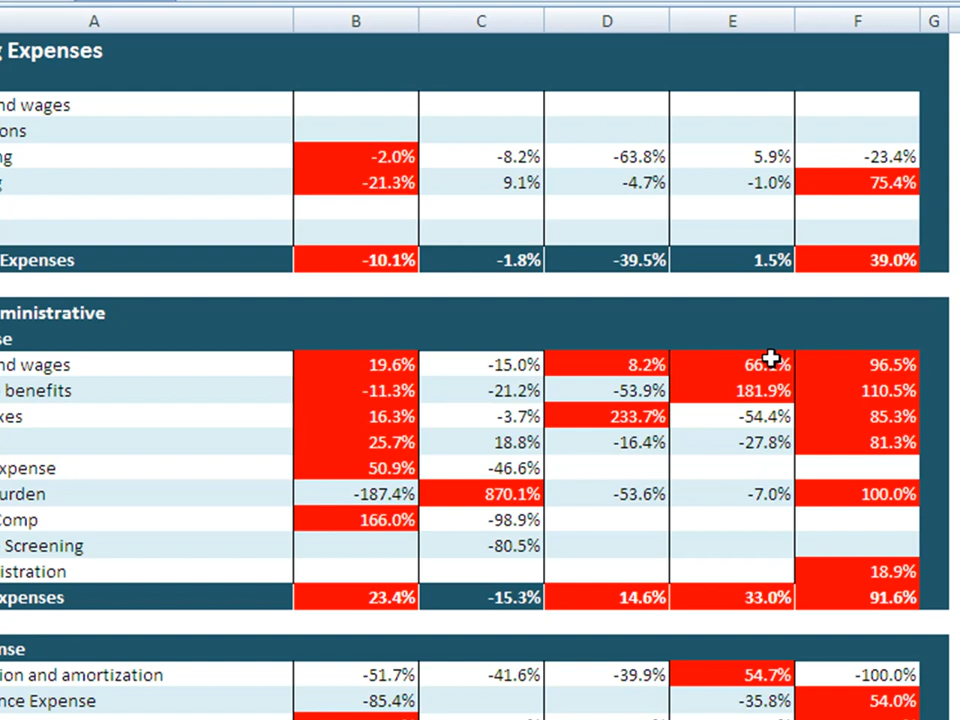 A B C D E F G
g Expenses
nd wages
ons
ng -2.0% -8.2% -63.8% 5.9% -23.4%
g -21.3% 9.1% -4.7% -1.0% 75.4%
Expenses -10.1% -1.8% -39.5% 1.5% 39.0%
ministrative
se
nd wages 19.6% -15.0% 8.2% 96.5%
benefits -11.3% -21.2% -53.9% 181.9% 110.5%
xes 16.3% -3.7% 233.7% -54.4% 85.3%
25.7% 18.8% -16.4% -27.8% 81.3%
xpense 50.9% -46.6%
urden -187.4% 870.1% -53.6% -7.0% 100.0%
Comp 166.0% -98.9%
Screening -80.5%
istration 18.9%
xpenses 23.4% -15.3% 14.6% 33.0% 91.6%
nse
ion and amortization -51.7% -41.6% -39.9% 54.7% -100.0%
nce Expense -85.4% -35.8% 54.0%